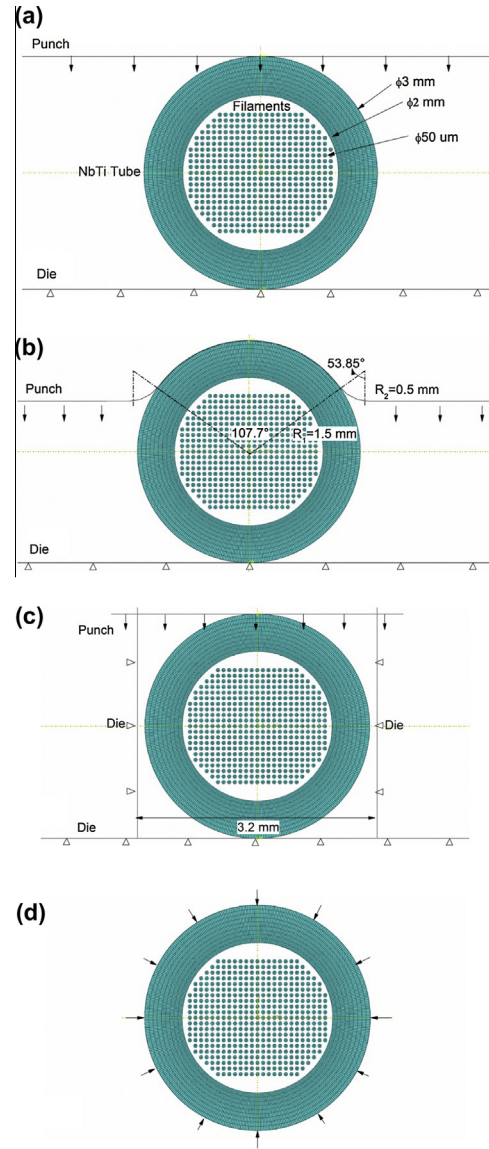 (a)
Punch
ϕ3 mm
ϕ2 mm
Filaments
ϕ50 um
NbTi Tube
Die
(b)
53.85°
Punch
R2=0.5 mm
107.7°
R1=1.5 mm
Die
(c)
Punch
Die
Die
Die
3.2 mm
(d)